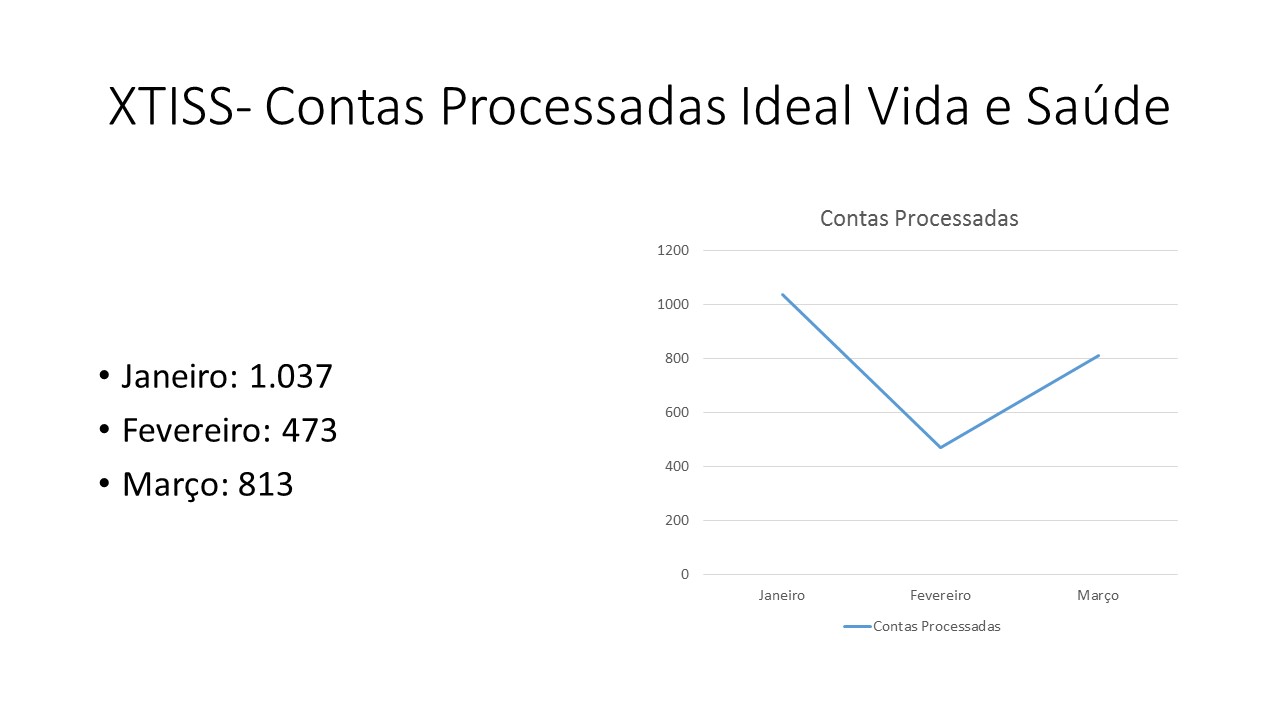 XTISS- Contas Processadas Ideal Vida e Saúde
• Janeiro: 1.037
• Fevereiro: 473
• Março: 813
Contas Processadas
1200
1000
800
600
400
200
0
Janeiro Fevereiro Março
Contas Processadas